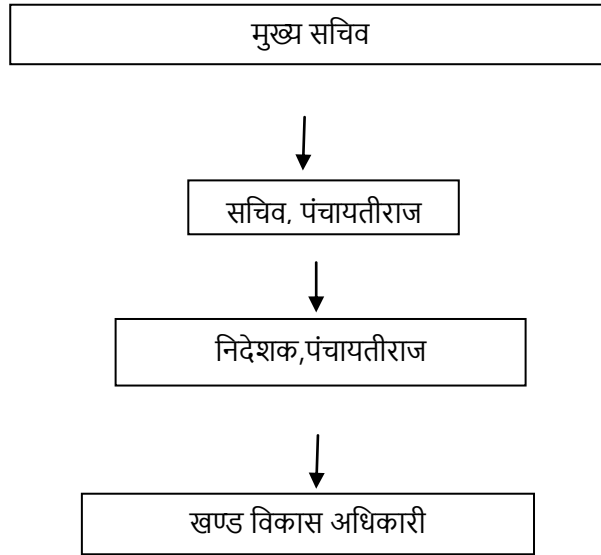 मुख्य सचिव
सचिव, पंचायतीराज
निदेशक,पंचायतीराज
खण्ड विकास अधिकारी